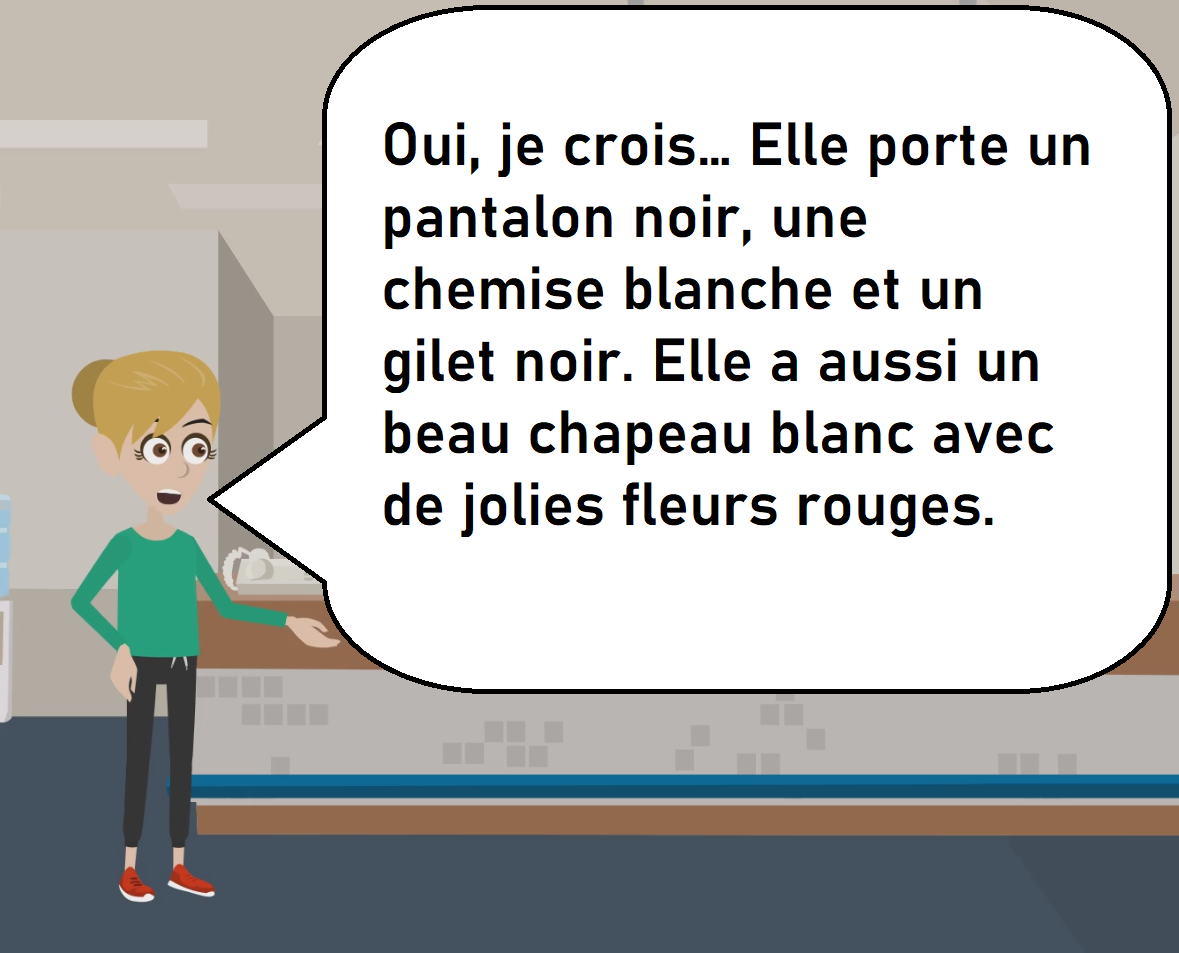 Oui, je crois... Elle porte un
pantalon noir, une
chemise blanche et un
gilet noir. Elle a aussi un
beau chapeau blanc avec
de jolies fleurs rouges.